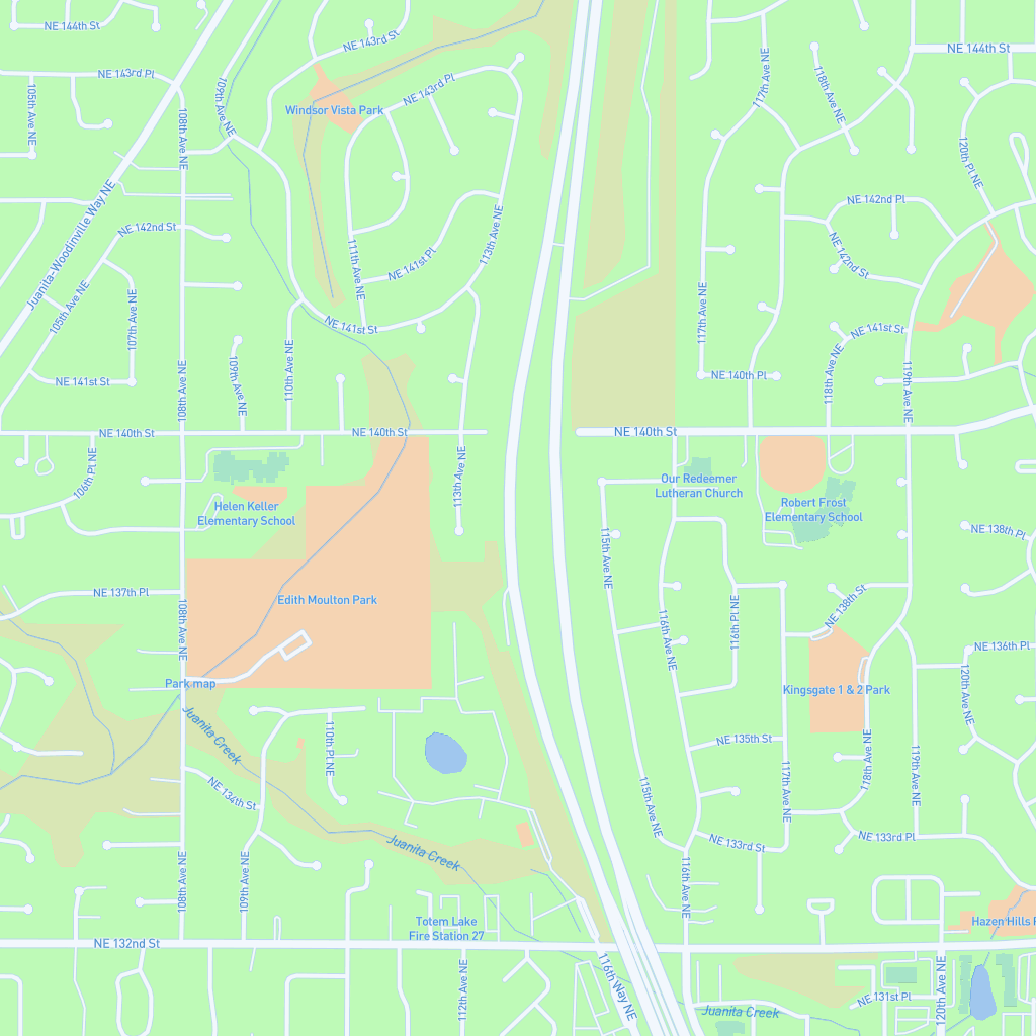 NE 144th St
NE 143rd St
NE 144th St
NE 143rd Pl
NE 143rd Pl
105th Ave NE
109th Ave NE
117th Ave NE
118th Ave NE
Windsor Vista Park
108th Ave NE
120th Pl NE
Juanita-Woodinville Way NE
NE 142nd St
NE 142nd Pl
113th Ave NE
111th Ave NE
NE 141st Pl
NE 142nd St
105th Ave NE
107th Ave NE
NE 141st St
117th Ave NE
NE 141st St
NE 141st St
108th Ave NE
109th Ave NE
110th Ave NE
NE 140th Pl
118th Ave NE
119th Ave NE
NE 140th St
NE 140th St
NE 140th St
106th Pl NE
113th Ave NE
Our Redeemer
Lutheran Church
Helen Keller
Elementary School
Robert Frost
Elementary School
NE 138th Pl
115th Ave NE
NE 137th Pl
Edith Moulton Park
108th Ave NE
116th Ave NE
116th Pl NE
NE 138th St
NE 136th Pl
Park map
Kingsgate 1 & 2 Park
120th Ave NE
Juanita Creek
110th Pl NE
NE 135th St
118th Ave NE
119th Ave NE
117th Ave NE
NE 134th St
115th Ave NE
NE 133rd St
NE 133rd Pl
Juanita Creek
108th Ave NE
109th Ave NE
116th Ave NE
Totem Lake
Fire Station 27
Hazen Hills
NE 132nd St
112th Ave NE
116th Way NE
120th Ave NE
NE 131st Pl
Juanita Creek